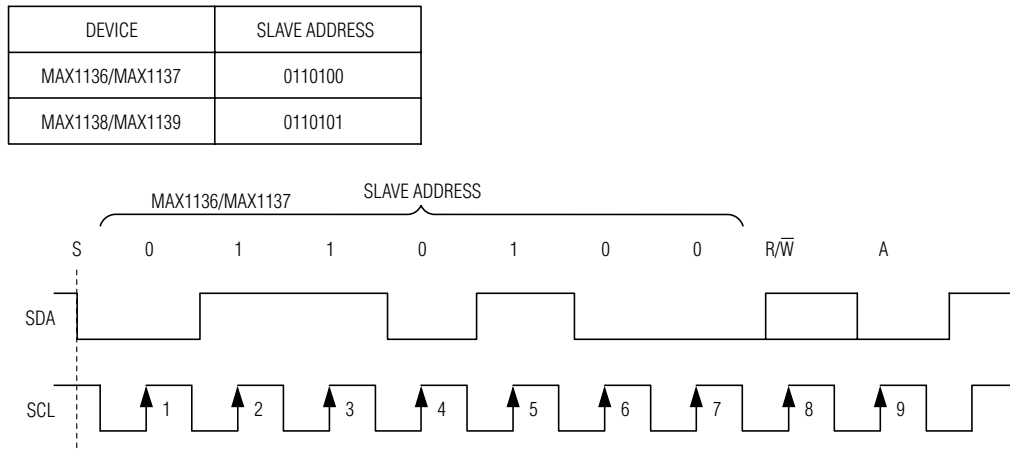 DEVICE SLAVE ADDRESS
MAX1136/MAX1137 0110100
MAX1138/MAX1139 0110101
MAX1136/MAX1137 SLAVE ADDRESS
S 0 1 1 0 1 0 0 R/W̅ A
SDA
SCL 1 2 3 4 5 6 7 8 9